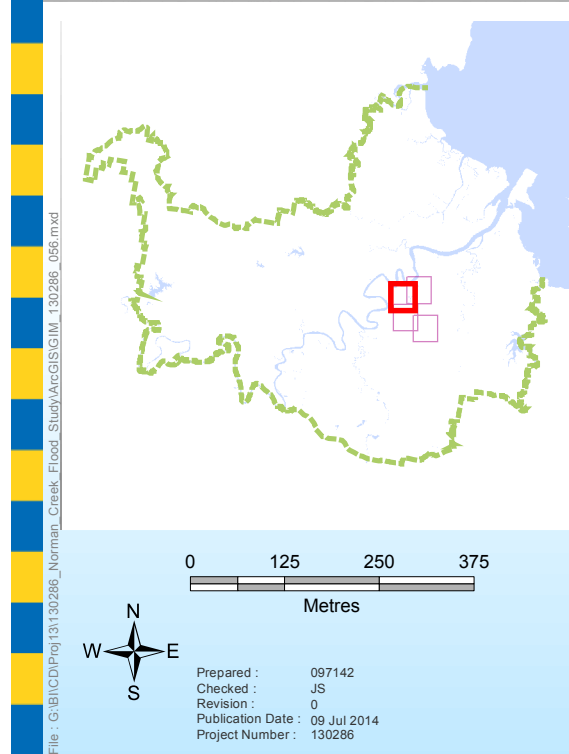 File : G:\BI\CD\Proj13\130286_Norman_Creek_Flood_Study\ArcGIS\GIM_130286_056.mxd
0 125 250 375
Metres
N
W E
S
Prepared : 097142
Checked : JS
Revision : 0
Publication Date : 09 Jul 2014
Project Number : 130286